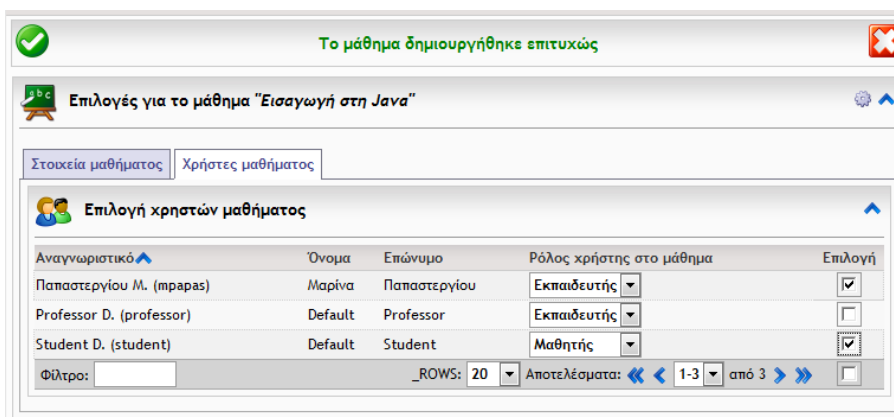 Το μάθημα δημιουργήθηκε επιτυχώς
Επιλογές για το μάθημα "Εισαγωγή στη Java"
Στοιχεία μαθήματος Χρήστες μαθήματος
Επιλογή χρηστών μαθήματος
Αναγνωριστικό Όνομα Επώνυμο Ρόλος χρήστης στο μάθημα Επιλογή
Παπαστεργίου Μ. (mpapas) Μαρίνα Παπαστεργίου Εκπαιδευτής
Professor D. (professor) Default Professor Εκπαιδευτής
Student D. (student) Default Student Μαθητής
Φίλτρο: _ROWS: 20 Αποτελέσματα: 1-3 από 3